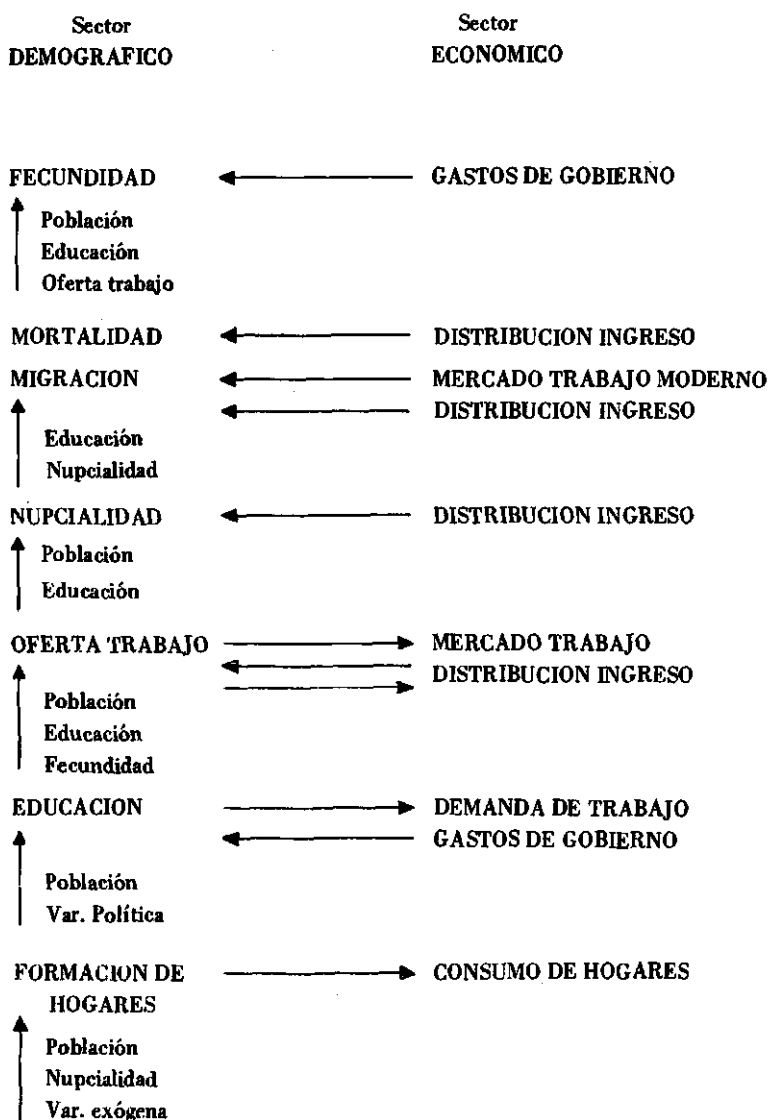 Sector Sector
DEMOGRAFICO ECONOMICO
FECUNDIDAD GASTOS DE GOBIERNO
Población
Educación
Oferta trabajo
MORTALIDAD DISTRIBUCION INGRESO
MIGRACION MERCADO TRABAJO MODERNO
DISTRIBUCION INGRESO
Educación
Nupcialidad
NUPCIALIDAD DISTRIBUCION INGRESO
Población
Educación
OFERTA TRABAJO MERCADO TRABAJO
DISTRIBUCION INGRESO
Población
Educación
Fecundidad
EDUCACION DEMANDA DE TRABAJO
GASTOS DE GOBIERNO
Población
Var. Política
FORMACION DE CONSUMO DE HOGARES
HOGARES
Población
Nupcialidad
Var. exógena